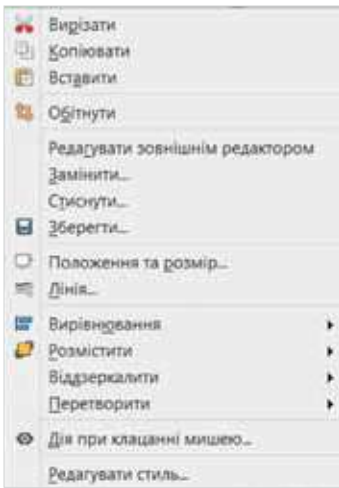 Вирізати
Копіювати
Вставити
Обітнути
Редагувати зовнішнім редактором
Замінити...
Стиснути...
Зберегти...
Положення та розмір...
Лінія...
Вирівнювання
Розмістити
Віддзеркалити
Перетворити
Дія при клацанні мишею...
Редагувати стиль...